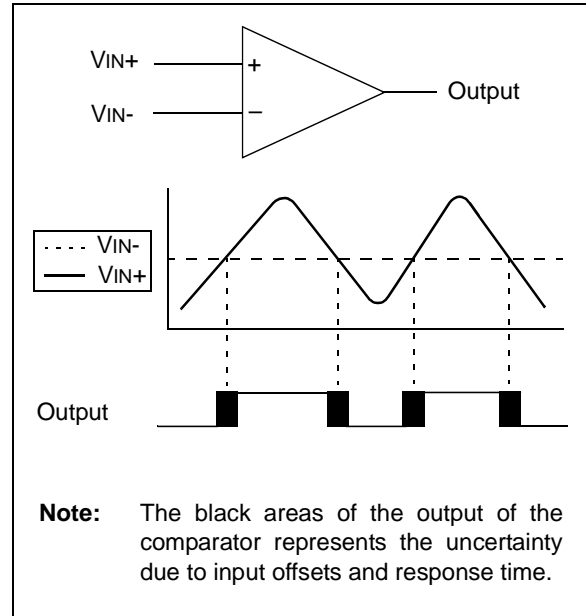 VIN+
+
Output
VIN-
–
VIN-
VIN+
Output
Note: The black areas of the output of the
comparator represents the uncertainty
due to input offsets and response time.